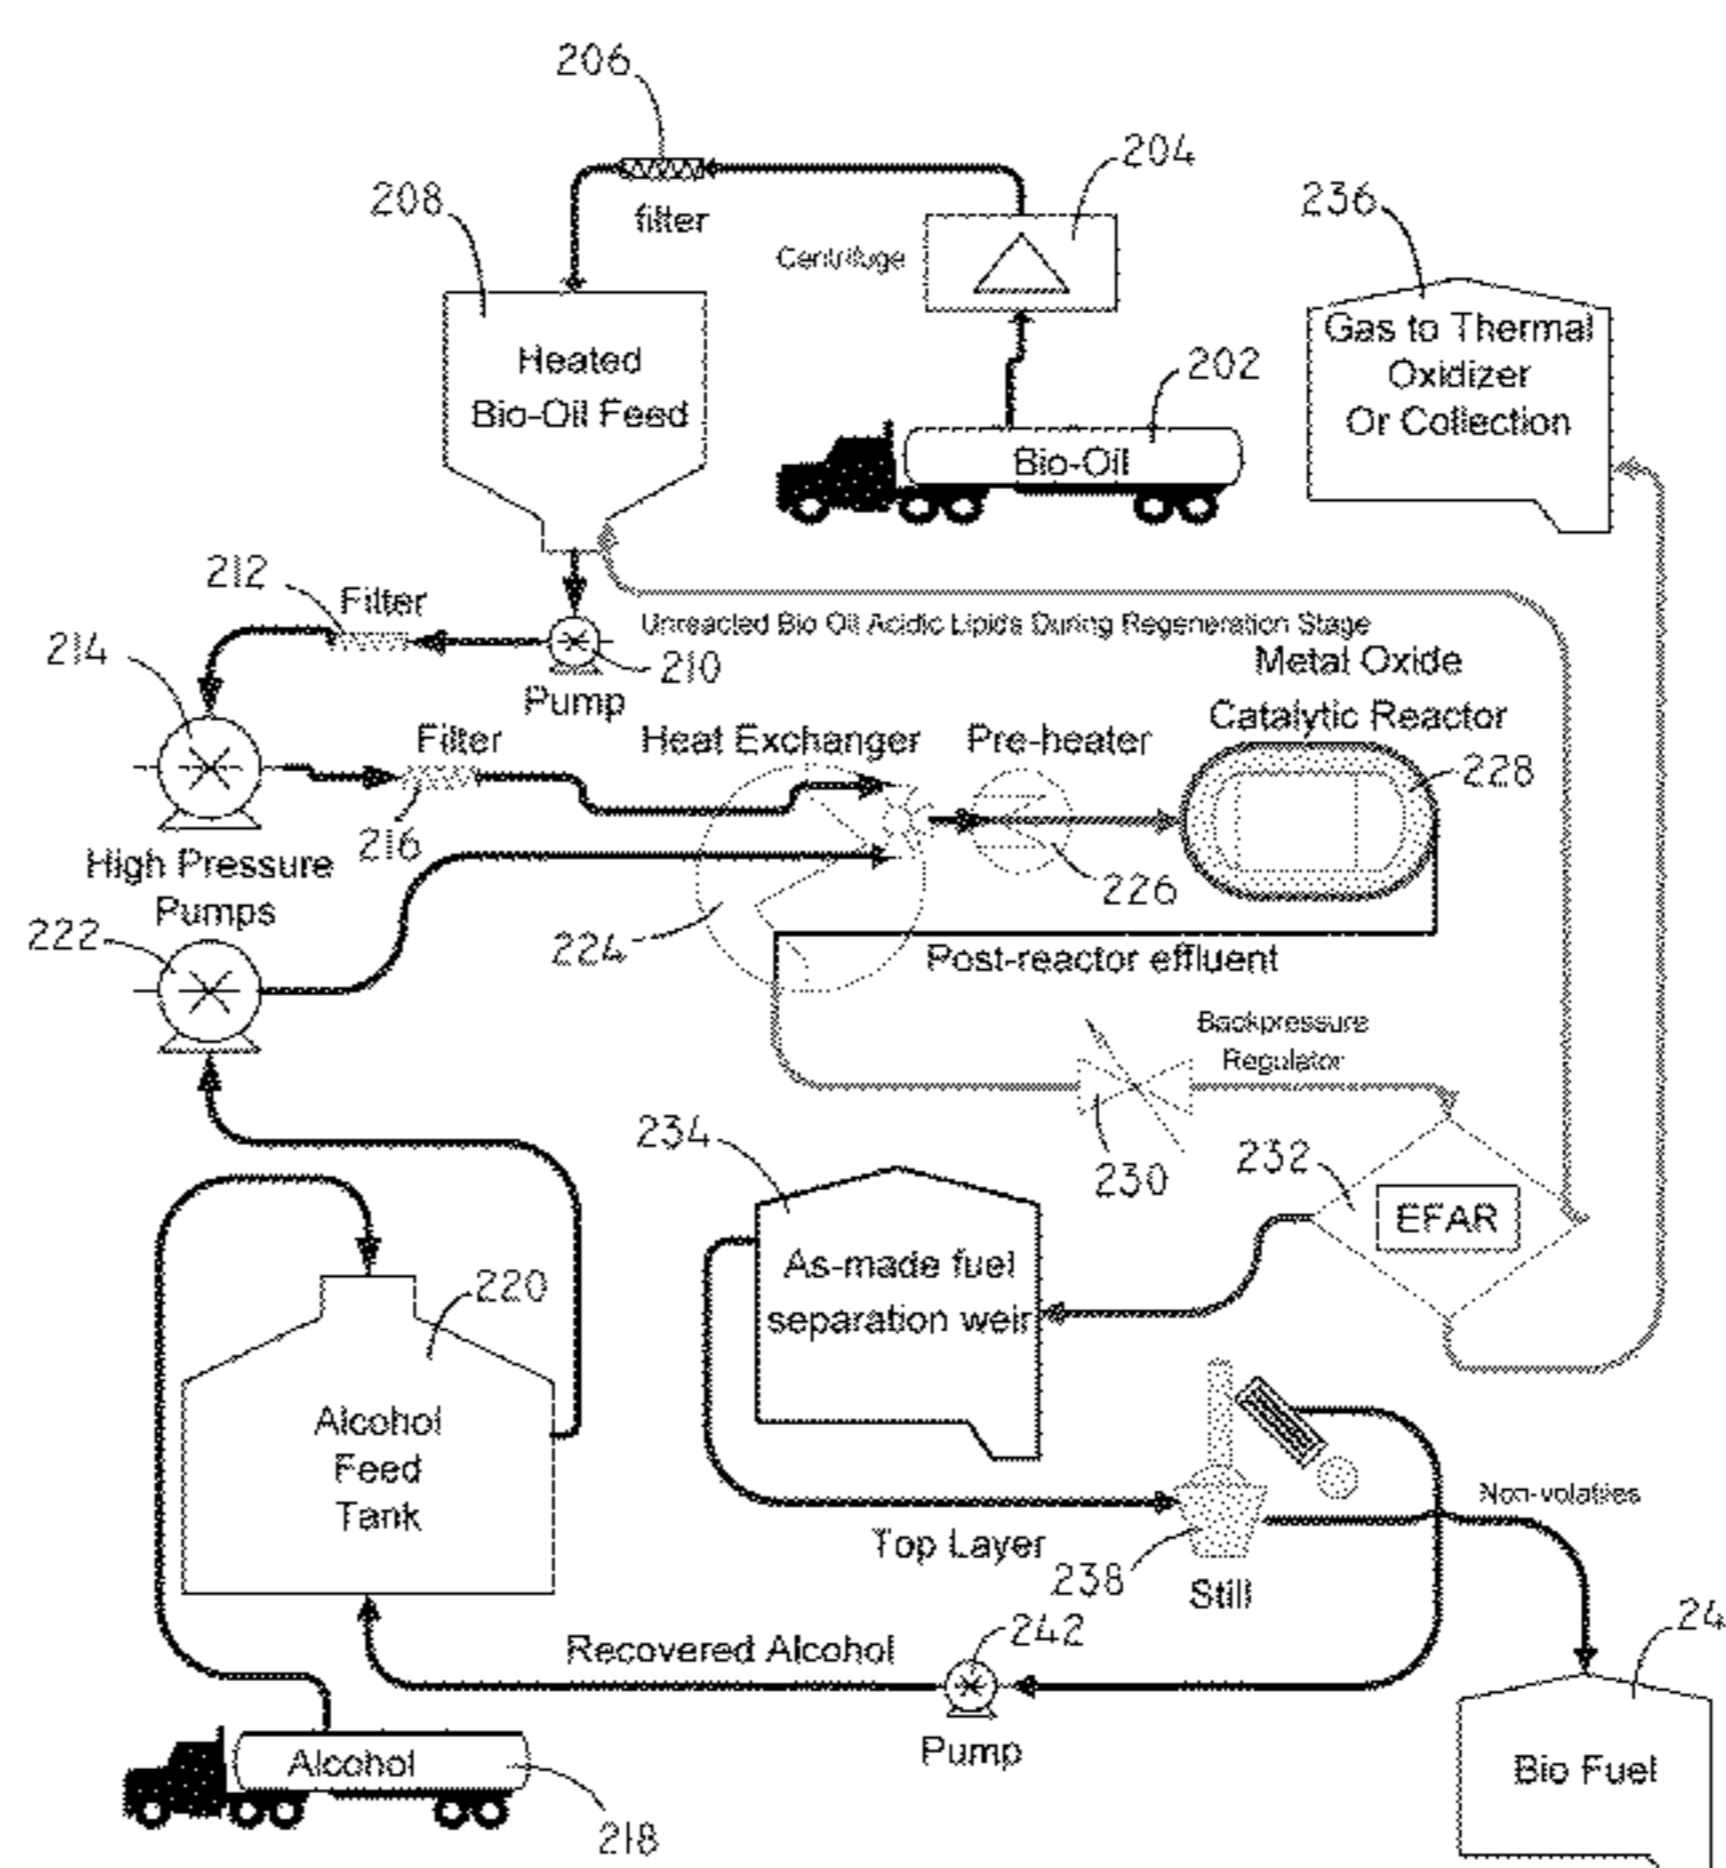 206
204
236
208
filter
Centrifuge
Gas to Thermal
Oxidizer
Or Collection
Heated
Bio-Oil Feed
202
Bio-Oil
212
Filter
Unreacted Bio Oil Acidic Lipids During Regeneration Stage
214
210
Pump
Metal Oxide
Catalytic Reactor
Filter
Heat Exchanger
Pre-heater
228
216
High Pressure
Pumps
226
222
224
Post-reactor effluent
Backpressure
Regulator
234
230
232
EFAR
As-made fuel
separation weir
220
Alcohol
Feed
Tank
Non-volatiles
Top Layer
238
Still
242
24
Recovered Alcohol
Pump
Bio Fuel
Alcohol
218